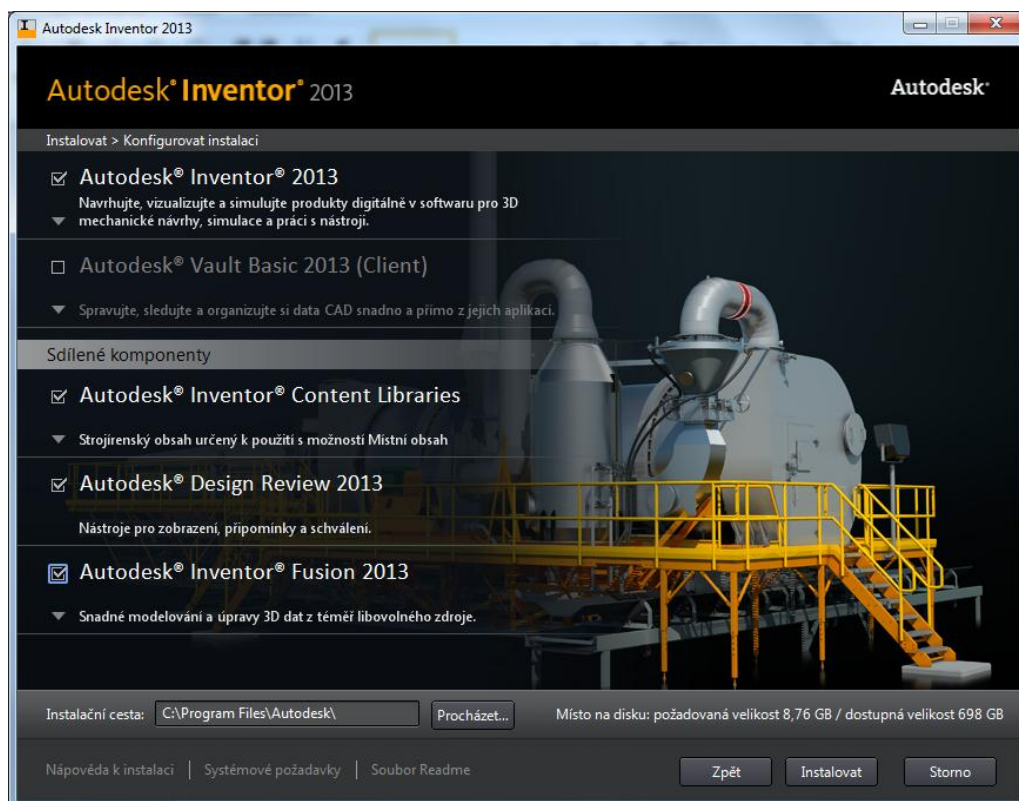 Autodesk Inventor 2013
Autodesk® Inventor® 2013
Autodesk®
Instalovat > Konfigurovat instalaci
Autodesk® Inventor® 2013
Navrhujte, vizualizujte a simulujte produkty digitálně v softwaru pro 3D
mechanické návrhy, simulace a práci s nástroji.
Autodesk® Vault Basic 2013 (Client)
Spravujte, sledujte a organizujte si data CAD snadno a přímo z jejich aplikací.
Sdílené komponenty
Autodesk® Inventor® Content Libraries
Strojírenský obsah určený k použití s možností Místní obsah
Autodesk® Design Review 2013
Nástroje pro zobrazení, připomínky a schválení.
Autodesk® Inventor® Fusion 2013
Snadné modelování a úpravy 3D dat z téměř libovolného zdroje.
Instalační cesta: C:\Program Files\Autodesk\ Procházet... Místo na disku: požadovaná velikost 8,76 GB / dostupná velikost 698 GB
Nápověda k instalaci | Systémové požadavky | Soubor Readme Zpět Instalovat Storno